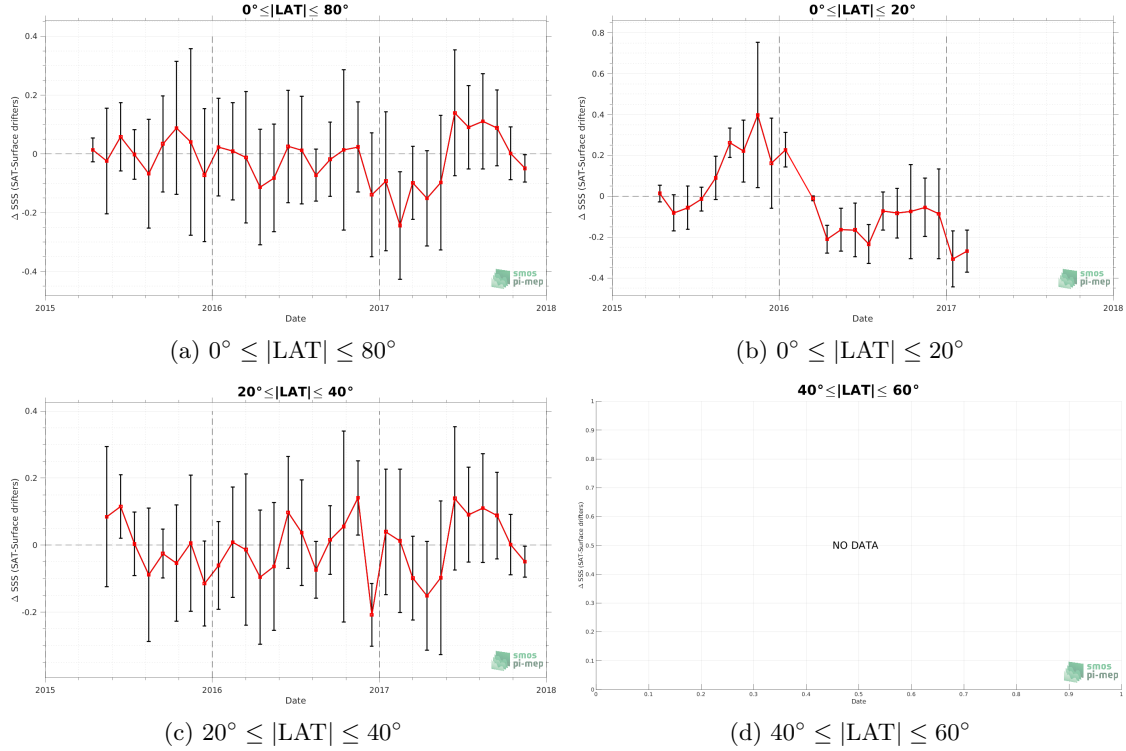 0°≤|LAT|≤ 80°
0.4
0.2
0
-0.2
-0.4
Δ SSS (SAT-Surface drifters)
2015
2016
2017
2018
Date
smos
pi-mep
(a) 0° ≤ |LAT| ≤ 80°
0°≤|LAT|≤ 20°
0.8
0.6
0.4
0.2
0
-0.2
-0.4
Δ SSS (SAT-Surface drifters)
2015
2016
2017
2018
Date
smos
pi-mep
(b) 0° ≤ |LAT| ≤ 20°
20°≤|LAT|≤ 40°
0.4
0.2
0
-0.2
Δ SSS (SAT-Surface drifters)
2015
2016
2017
2018
Date
smos
pi-mep
(c) 20° ≤ |LAT| ≤ 40°
40°≤|LAT|≤ 60°
1
0.9
0.8
0.7
0.6
0.5
0.4
0.3
0.2
0.1
0
Δ SSS (SAT-Surface drifters)
NO DATA
0
0.1
0.2
0.3
0.4
0.5
0.6
0.7
0.8
0.9
1
Date
smos
pi-mep
(d) 40° ≤ |LAT| ≤ 60°